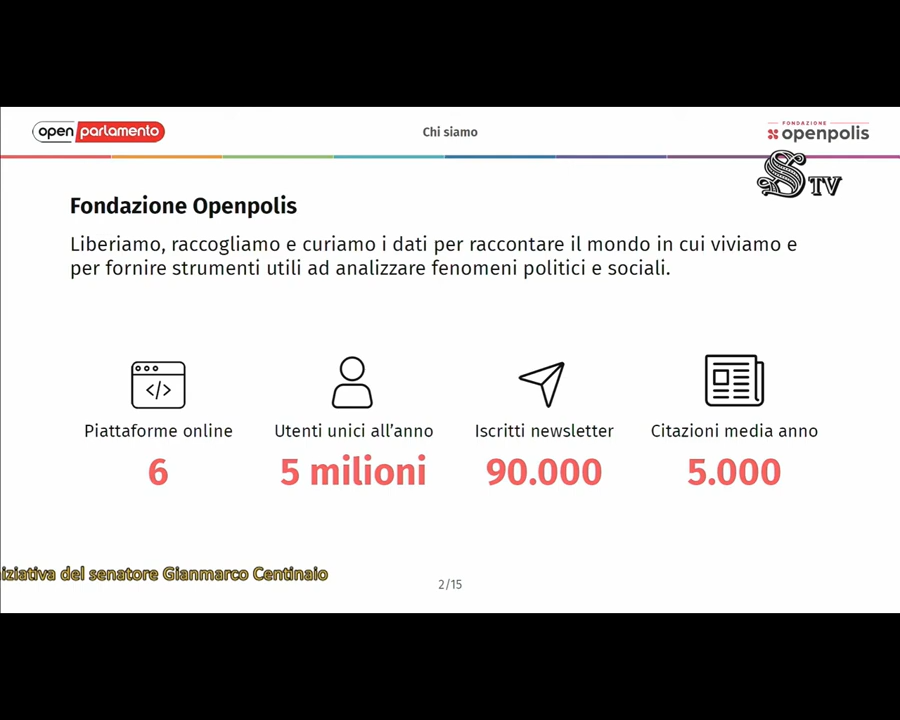 open parlamento
Chi siamo
FONDAZIONE
openpolis
S TV
Fondazione Openpolis
Liberiamo, raccogliamo e curiamo i dati per raccontare il mondo in cui viviamo e
per fornire strumenti utili ad analizzare fenomeni politici e sociali.
</>
Piattaforme online
6
Utenti unici all'anno
5 milioni
Iscritti newsletter
90.000
Citazioni media anno
5.000
iziativa del senatore Gianmarco Centinaio
2/15